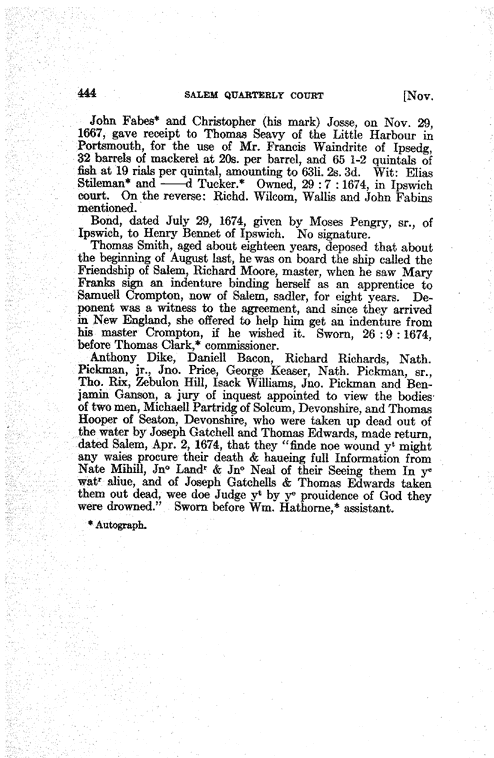 444 SALEM QUARTERLY COURT [Nov.
John Fabes* and Christopher (his mark) Josse, on Nov. 29,
1667, gave receipt to Thomas Seavy of the Little Harbour in
Portsmouth, for the use of Mr. Francis Waindrite of Ipsedg,
32 barrels of mackerel at 20s. per barrel, and 65 1-2 quintals of
fish at 19 rials per quintal, amounting to 63li. 2s. 3d. Wit: Elias
Stileman* and ——d Tucker.* Owned, 29 : 7 : 1674, in Ipswich
court. On the reverse: Richd. Wilcom, Wallis and John Fabins
mentioned.
Bond, dated July 29, 1674, given by Moses Pengry, sr., of
Ipswich, to Henry Bennet of Ipswich. No signature.
Thomas Smith, aged about eighteen years, deposed that about
the beginning of August last, he was on board the ship called the
Friendship of Salem, Richard Moore, master, when he saw Mary
Franks sign an indenture binding herself as an apprentice to
Samuell Crompton, now of Salem, sadler, for eight years. De-
ponent was a witness to the agreement, and since they arrived
in New England, she offered to help him get an indenture from
his master Crompton, if he wished it. Sworn, 26 : 9 : 1674,
before Thomas Clark,* commissioner.
Anthony Dike, Daniell Bacon, Richard Richards, Nath.
Pickman, jr., Jno. Price, George Keaser, Nath. Pickman, sr.,
Tho. Rix, Zebulon Hill, Isack Williams, Jno. Pickman and Ben-
jamin Ganson, a jury of inquest appointed to view the bodies
of two men, Michaell Partridg of Solcum, Devonshire, and Thomas
Hooper of Seaton, Devonshire, who were taken up dead out of
the water by Joseph Gatchell and Thomas Edwards, made return,
dated Salem, Apr. 2, 1674, that they "finde noe wound yᵗ might
any waies procure their death & haueing full Information from
Nate Mihill, Jnᵒ Landʳ & Jnᵒ Neal of their Seeing them In yᵉ
watʳ aliue, and of Joseph Gatchells & Thomas Edwards taken
them out dead, wee doe Judge yᵗ by yᵉ prouidence of God they
were drowned." Sworn before Wm. Hathorne,* assistant.
* Autograph.